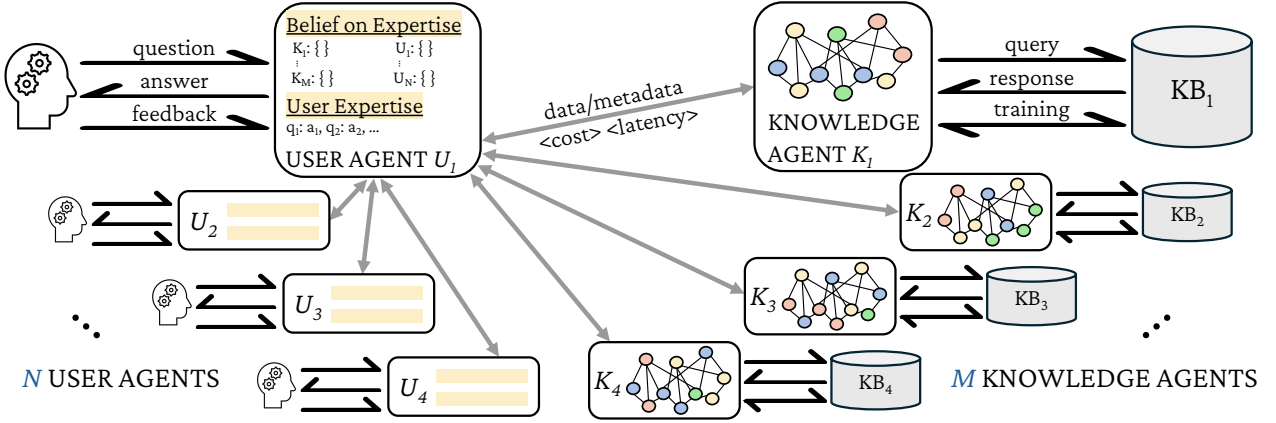 question
answer
feedback
Belief on Expertise
K₁: { } U₁: { }
⋮ ⋮
K_M: { } U_N: { }
User Expertise
q₁: a₁, q₂: a₂, ...
USER AGENT U₁
data/metadata
<cost> <latency>
KNOWLEDGE
AGENT K₁
query
response
training
KB₁
U₂
K₂
KB₂
U₃
K₃
KB₃
U₄
K₄
KB₄
N USER AGENTS
M KNOWLEDGE AGENTS